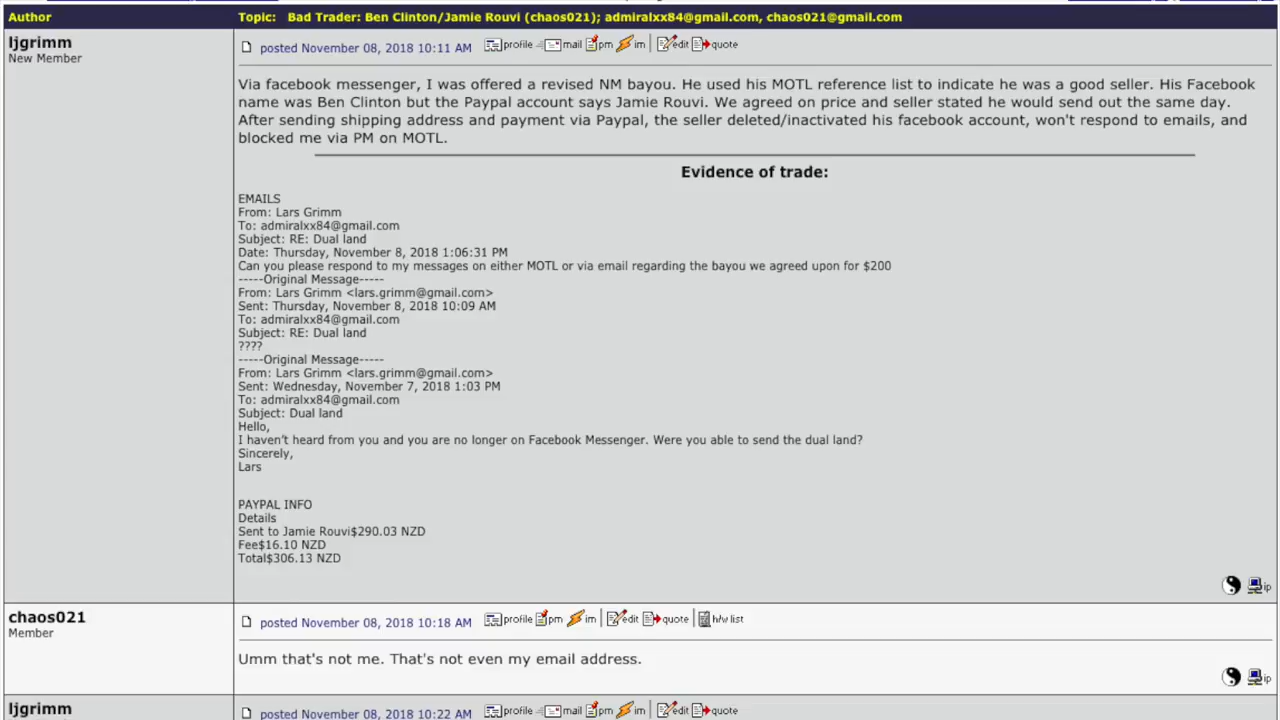 Author
Topic: Bad Trader: Ben Clinton/Jamie Rouvi (chaos021); admiralxx84@gmail.com, chaos021@gmail.com
ljgrimm
New Member
posted November 08, 2018 10:11 AM profile mail pm im edit quote
Via facebook messenger, I was offered a revised NM bayou. He used his MOTL reference list to indicate he was a good seller. His Facebook
name was Ben Clinton but the Paypal account says Jamie Rouvi. We agreed on price and seller stated he would send out the same day.
After sending shipping address and payment via Paypal, the seller deleted/inactivated his facebook account, won't respond to emails, and
blocked me via PM on MOTL.
Evidence of trade:
EMAILS
From: Lars Grimm
To: admiralxx84@gmail.com
Subject: RE: Dual land
Date: Thursday, November 8, 2018 1:06:31 PM
Can you please respond to my messages on either MOTL or via email regarding the bayou we agreed upon for $200
-----Original Message-----
From: Lars Grimm <lars.grimm@gmail.com>
Sent: Thursday, November 8, 2018 10:09 AM
To: admiralxx84@gmail.com
Subject: RE: Dual land
????
-----Original Message-----
From: Lars Grimm <lars.grimm@gmail.com>
Sent: Wednesday, November 7, 2018 1:03 PM
To: admiralxx84@gmail.com
Subject: Dual land
Hello,
I haven't heard from you and you are no longer on Facebook Messenger. Were you able to send the dual land?
Sincerely,
Lars
PAYPAL INFO
Details
Sent to Jamie Rouvi$290.03 NZD
Fee$16.10 NZD
Total$306.13 NZD
ip
chaos021
Member
posted November 08, 2018 10:18 AM profile pm im edit quote h/w list
Umm that's not me. That's not even my email address.
ip
ljgrimm
posted November 08, 2018 10:22 AM profile mail pm im edit quote